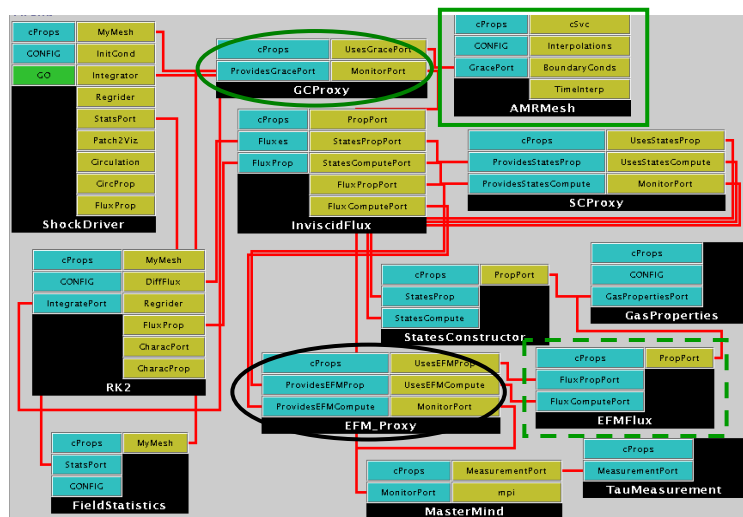 cProps MyMesh
CONFIG InitCond
GO Integrator
Regrider
StatsPort
Patch2Viz
Circulation
CircProp
FluxProp
ShockDriver
cProps UsesGracePort
ProvidesGracePort MonitorPort
GCProxy
cProps cSvc
CONFIG Interpolations
GracePort BoundaryConds
TimeInterp
AMRMesh
cProps PropPort
Fluxes StatesPropPort
FluxProp StatesComputePort
FluxPropPort
FluxComputePort
InviscidFlux
cProps UsesStatesProp
ProvidesStatesProp UsesStatesCompute
ProvidesStatesCompute MonitorPort
SCProxy
cProps MyMesh
CONFIG DiffFlux
IntegratePort Regrider
FluxProp
CharacPort
CharacProp
RK2
cProps PropPort
StatesProp
StatesCompute
StatesConstructor
cProps
CONFIG
GasPropertiesPort
GasProperties
cProps UsesEFMProp
ProvidesEFMProp UsesEFMCompute
ProvidesEFMCompute MonitorPort
EFM_Proxy
cProps PropPort
FluxPropPort
FluxComputePort
EFMFlux
cProps MyMesh
StatsPort
CONFIG
FieldStatistics
cProps MeasurementPort
MonitorPort mpi
MasterMind
cProps
MeasurementPort
TauMeasurement